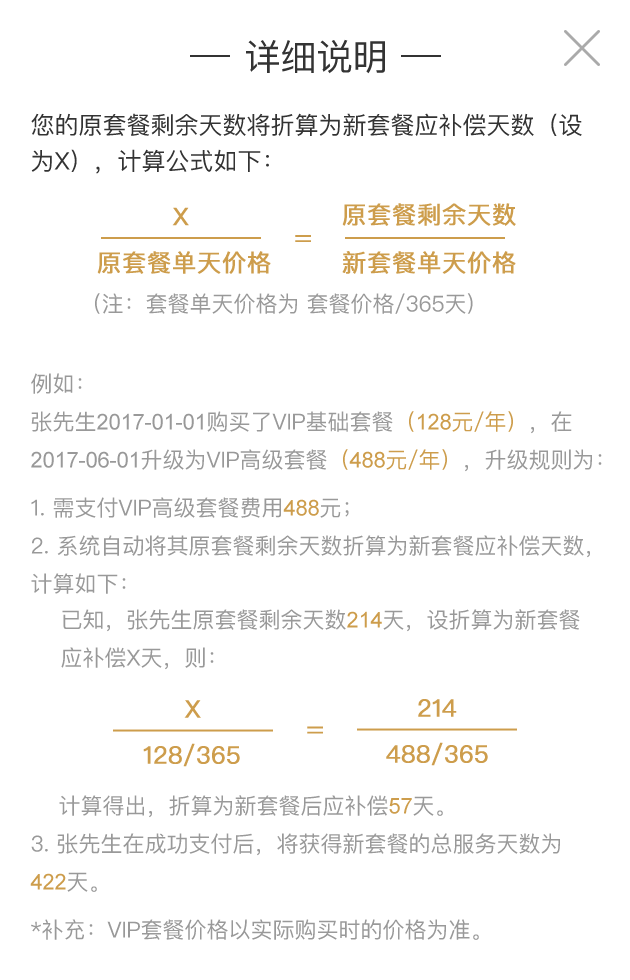 详细说明
您的原套餐剩余天数将折算为新套餐应补偿天数（设
为X），计算公式如下：
X
原套餐单天价格
=
原套餐剩余天数
新套餐单天价格
（注：套餐单天价格为 套餐价格/365天）
例如：
张先生2017-01-01购买了VIP基础套餐（128元/年），在
2017-06-01升级为VIP高级套餐（488元/年），升级规则为：
1. 需支付VIP高级套餐费用488元；
2. 系统自动将其原套餐剩余天数折算为新套餐应补偿天数，
计算如下：
已知，张先生原套餐剩余天数214天，设折算为新套餐
应补偿X天，则：
X
128/365
=
214
488/365
计算得出，折算为新套餐后应补偿57天。
3. 张先生在成功支付后，将获得新套餐的总服务天数为
422天。
*补充：VIP套餐价格以实际购买时的价格为准。